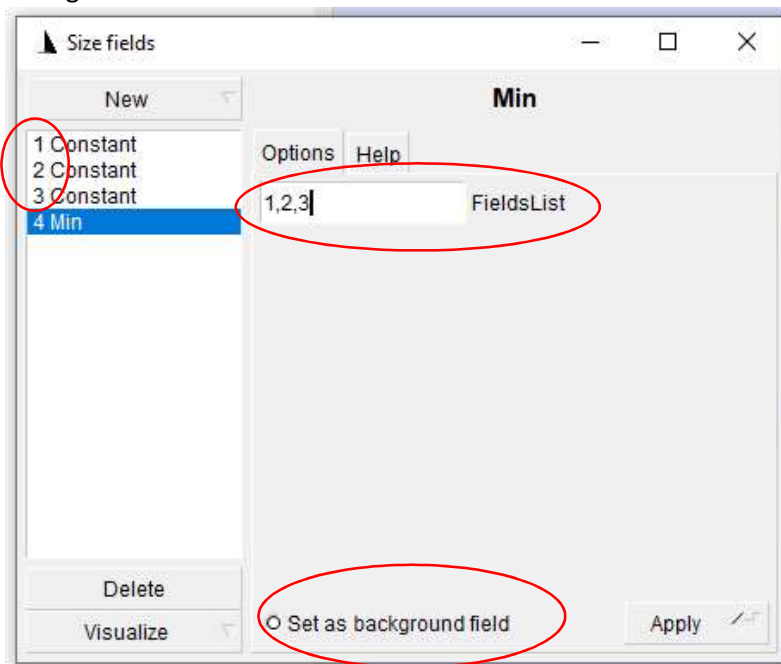 Size fields
New
Min
1 Constant
2 Constant
3 Constant
4 Min
Options Help
1,2,3 FieldsList
Delete
Visualize
Set as background field
Apply